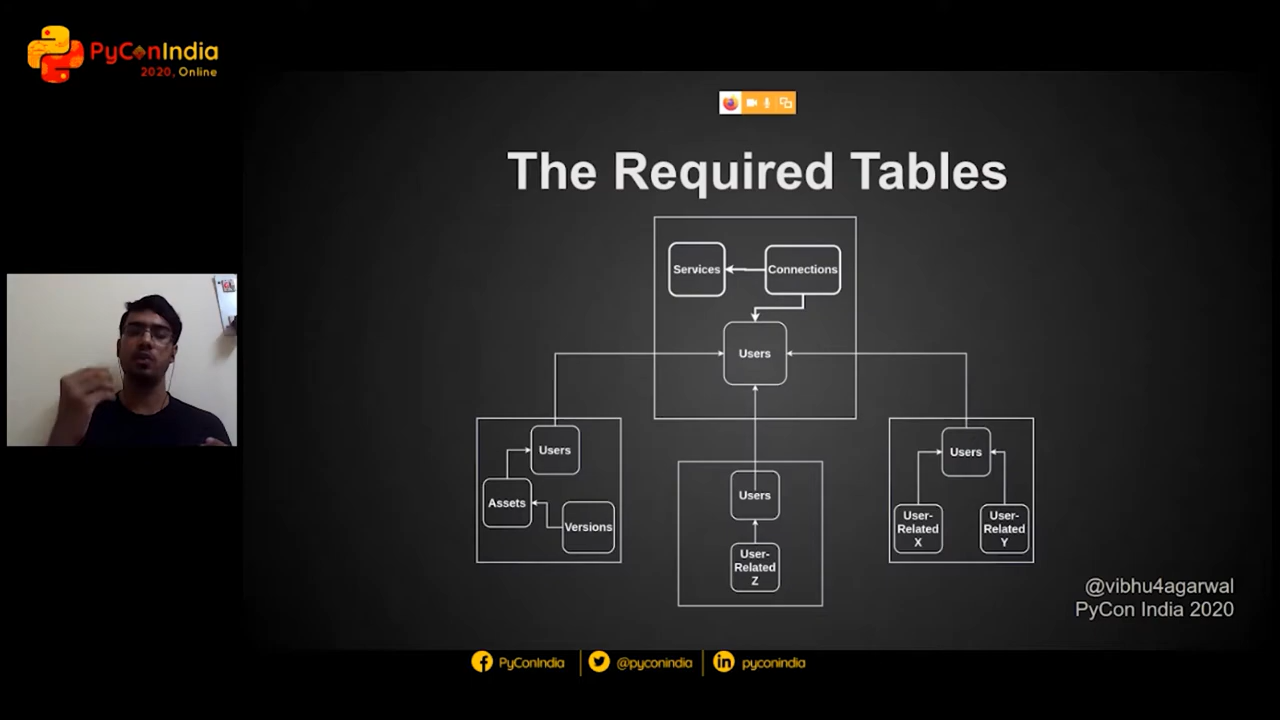 PyConIndia
2020, Online
The Required Tables
Services
Connections
Users
Users
Assets
Versions
Users
User-
Related
Z
Users
User-
Related
X
User-
Related
Y
@vibhu4agarwal
PyCon India 2020
PyConIndia
@pyconindia
pyconindia